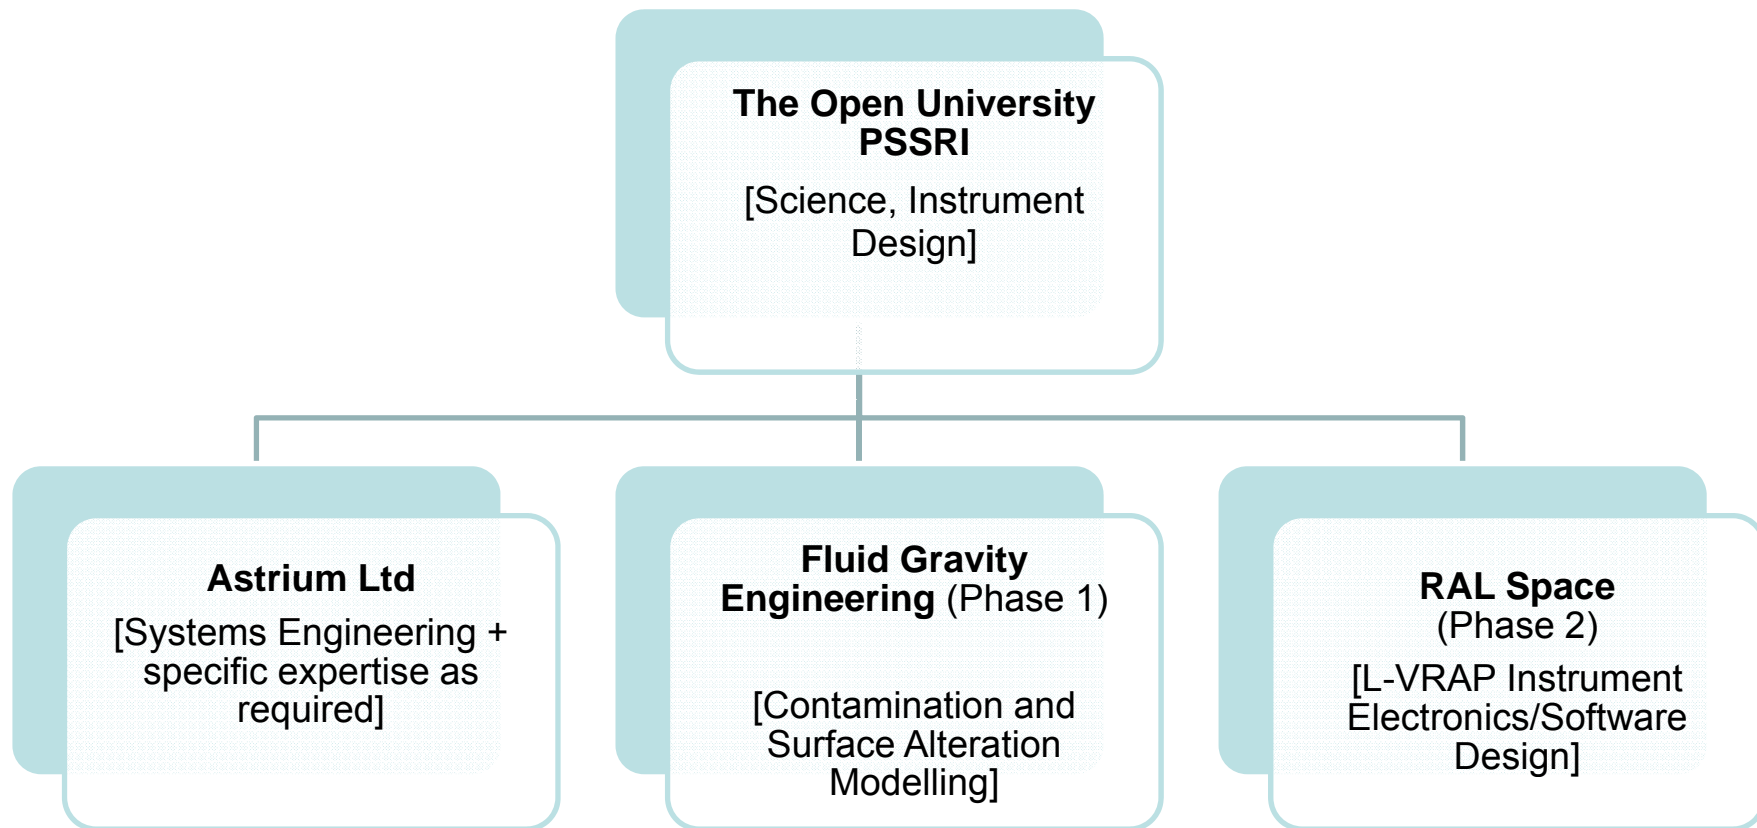 The Open University
PSSRI
[Science, Instrument
Design]
Astrium Ltd
[Systems Engineering +
specific expertise as
required]
Fluid Gravity
Engineering (Phase 1)
[Contamination and
Surface Alteration
Modelling]
RAL Space
(Phase 2)
[L-VRAP Instrument
Electronics/Software
Design]